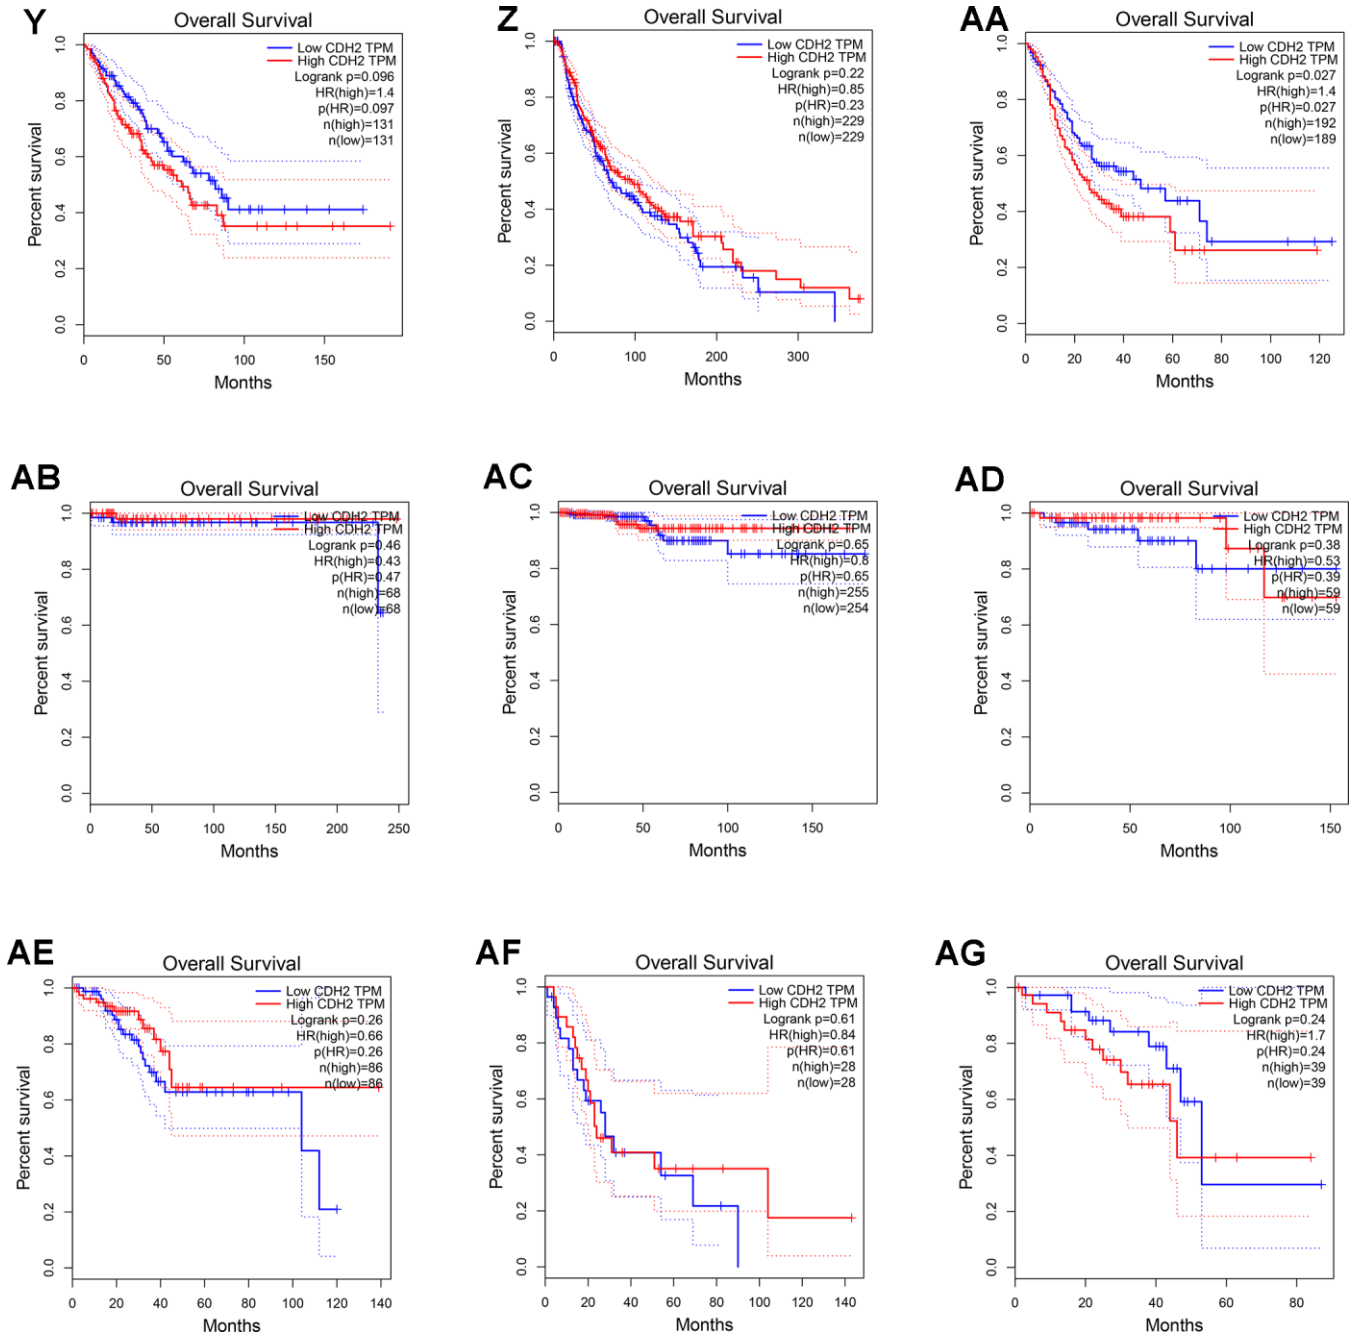 Y
Overall Survival
Low CDH2 TPM
High CDH2 TPM
Logrank p=0.096
HR(high)=1.4
p(HR)=0.097
n(high)=131
n(low)=131
Percent survival
0.0 0.2 0.4 0.6 0.8 1.0
0 50 100 150
Months
Z
Overall Survival
Low CDH2 TPM
High CDH2 TPM
Logrank p=0.22
HR(high)=0.85
p(HR)=0.23
n(high)=229
n(low)=229
Percent survival
0.0 0.2 0.4 0.6 0.8 1.0
0 100 200 300
Months
AA
Overall Survival
Low CDH2 TPM
High CDH2 TPM
Logrank p=0.027
HR(high)=1.4
p(HR)=0.027
n(high)=192
n(low)=189
Percent survival
0.0 0.2 0.4 0.6 0.8 1.0
0 20 40 60 80 100 120
Months
AB
Overall Survival
Low CDH2 TPM
High CDH2 TPM
Logrank p=0.46
HR(high)=0.43
p(HR)=0.47
n(high)=68
n(low)=68
Percent survival
0.0 0.2 0.4 0.6 0.8 1.0
0 50 100 150 200 250
Months
AC
Overall Survival
Low CDH2 TPM
High CDH2 TPM
Logrank p=0.65
HR(high)=0.8
p(HR)=0.65
n(high)=255
n(low)=254
Percent survival
0.0 0.2 0.4 0.6 0.8 1.0
0 50 100 150
Months
AD
Overall Survival
Low CDH2 TPM
High CDH2 TPM
Logrank p=0.38
HR(high)=0.53
p(HR)=0.39
n(high)=59
n(low)=59
Percent survival
0.0 0.2 0.4 0.6 0.8 1.0
0 50 100 150
Months
AE
Overall Survival
Low CDH2 TPM
High CDH2 TPM
Logrank p=0.26
HR(high)=0.66
p(HR)=0.26
n(high)=86
n(low)=86
Percent survival
0.0 0.2 0.4 0.6 0.8 1.0
0 20 40 60 80 100 120 140
Months
AF
Overall Survival
Low CDH2 TPM
High CDH2 TPM
Logrank p=0.61
HR(high)=0.84
p(HR)=0.61
n(high)=28
n(low)=28
Percent survival
0.0 0.2 0.4 0.6 0.8 1.0
0 20 40 60 80 100 120 140
Months
AG
Overall Survival
Low CDH2 TPM
High CDH2 TPM
Logrank p=0.24
HR(high)=1.7
p(HR)=0.24
n(high)=39
n(low)=39
Percent survival
0.0 0.2 0.4 0.6 0.8 1.0
0 20 40 60 80
Months